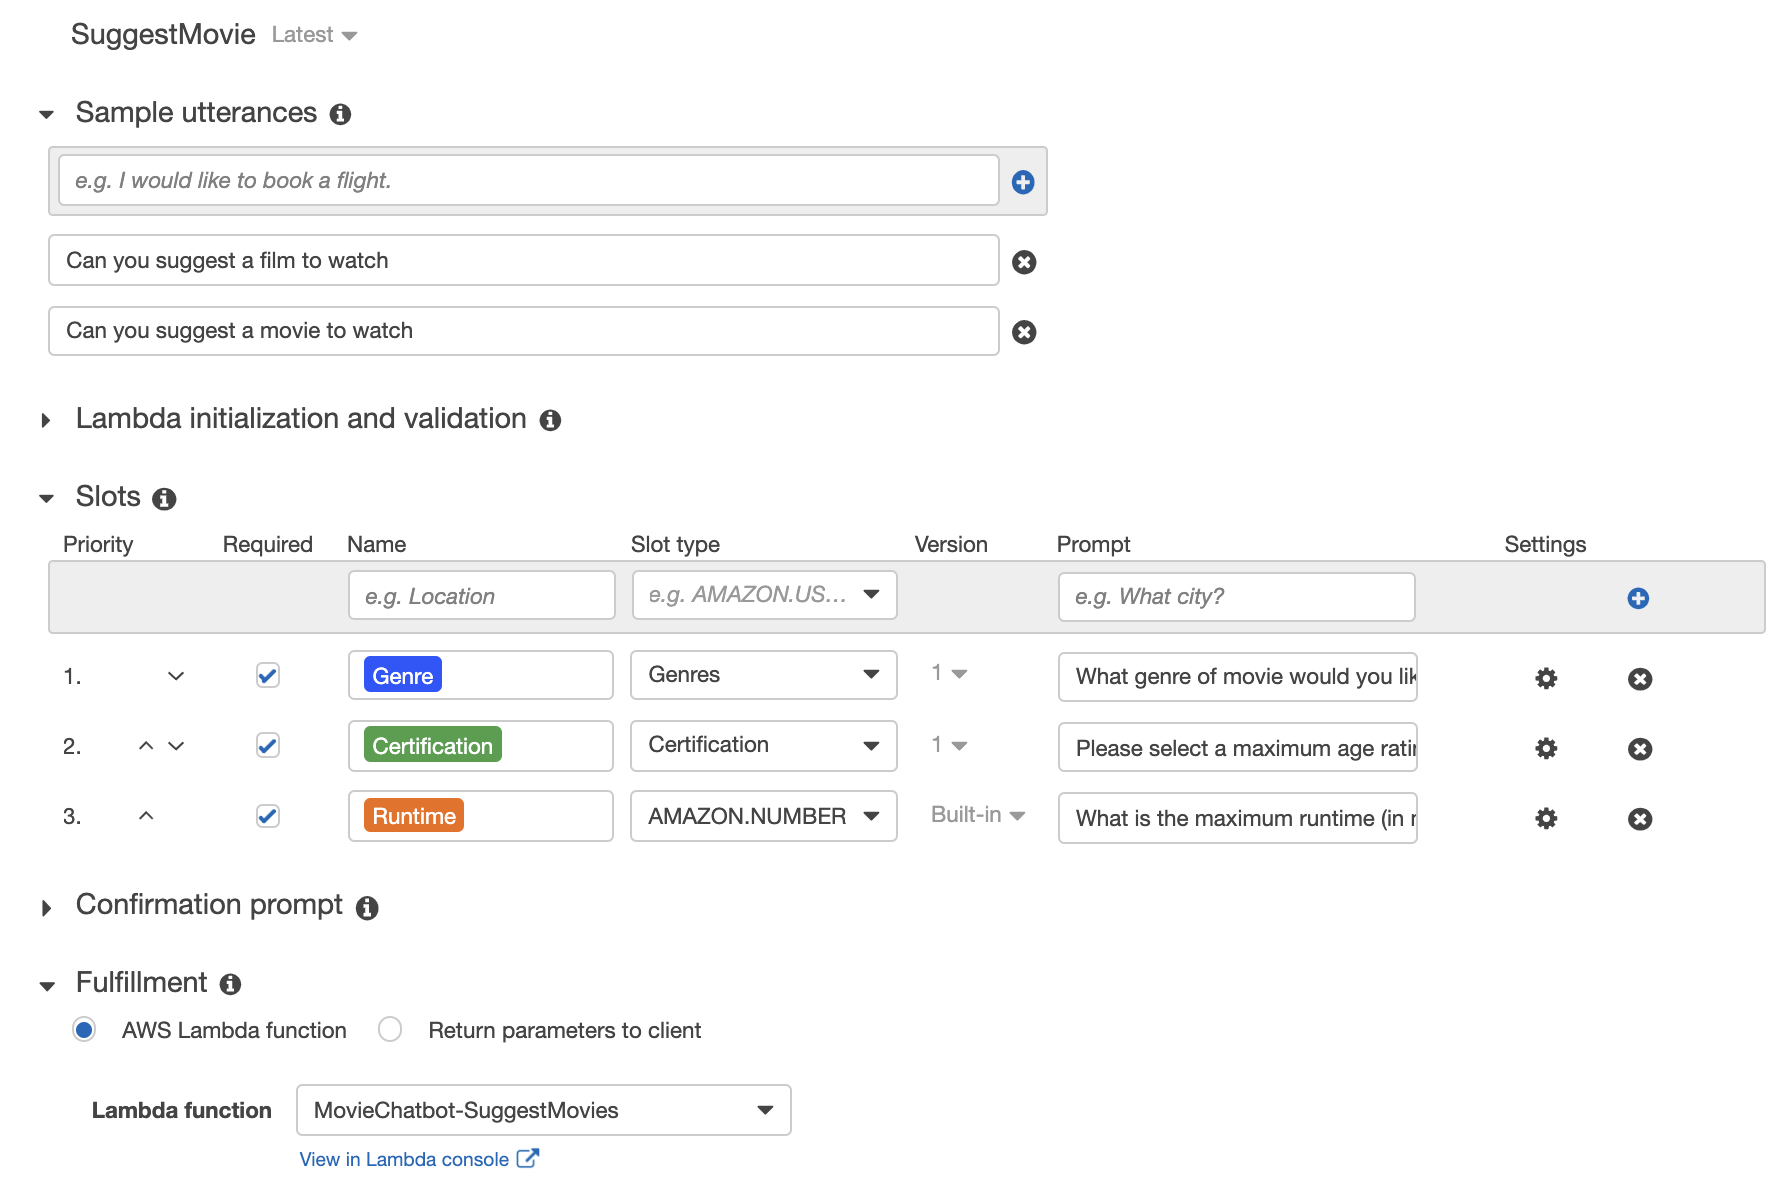 SuggestMovie Latest
Sample utterances
e.g. I would like to book a flight.
Can you suggest a film to watch
Can you suggest a movie to watch
Lambda initialization and validation
Slots
Priority Required Name Slot type Version Prompt Settings
e.g. Location e.g. AMAZON.US... e.g. What city?
1. Genre Genres 1 What genre of movie would you lik
2. Certification Certification 1 Please select a maximum age ratin
3. Runtime AMAZON.NUMBER Built-in What is the maximum runtime (in
Confirmation prompt
Fulfillment
AWS Lambda function Return parameters to client
Lambda function MovieChatbot-SuggestMovies
View in Lambda console